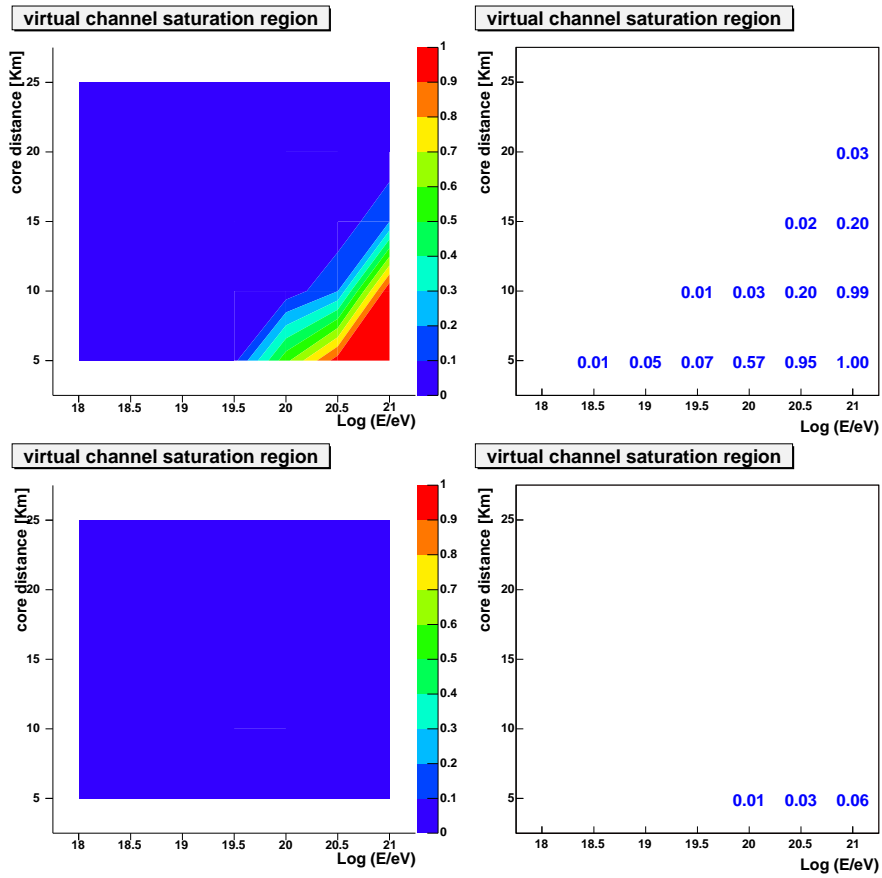 virtual channel saturation region
core distance [Km]
25
20
15
10
5
18 18.5 19 19.5 20 20.5 21
Log (E/eV)
1
0.9
0.8
0.7
0.6
0.5
0.4
0.3
0.2
0.1
0
virtual channel saturation region
core distance [Km]
25
20 0.03
15 0.02 0.20
10 0.01 0.03 0.20 0.99
5 0.01 0.05 0.07 0.57 0.95 1.00
18 18.5 19 19.5 20 20.5 21
Log (E/eV)
virtual channel saturation region
core distance [Km]
25
20
15
10
5
18 18.5 19 19.5 20 20.5 21
Log (E/eV)
1
0.9
0.8
0.7
0.6
0.5
0.4
0.3
0.2
0.1
0
virtual channel saturation region
core distance [Km]
25
20
15
10
5 0.01 0.03 0.06
18 18.5 19 19.5 20 20.5 21
Log (E/eV)